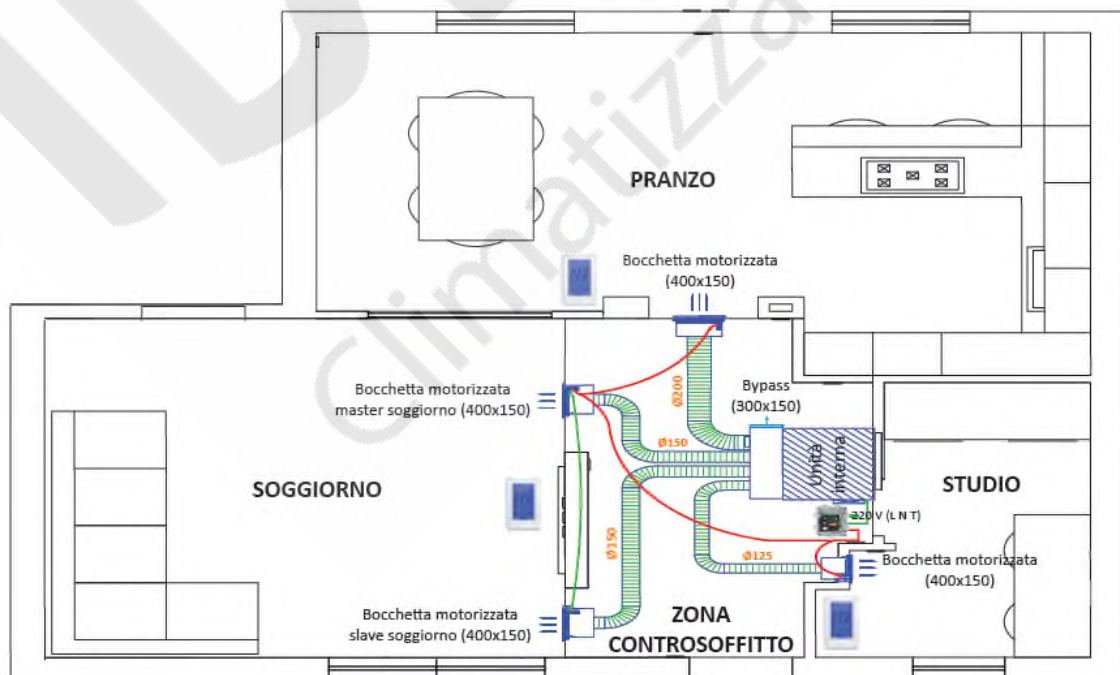 Climatizza
PRANZO
Bocchetta motorizzata
(400x150)
Bocchetta motorizzata
master soggiorno (400x150)
Ø200
Bypass
(300x150)
Ø150
Unità
interna
SOGGIORNO
STUDIO
220 V (L N T)
Ø150
Ø125
Bocchetta motorizzata
(400x150)
Bocchetta motorizzata
slave soggiorno (400x150)
ZONA
CONTROSOFFITTO